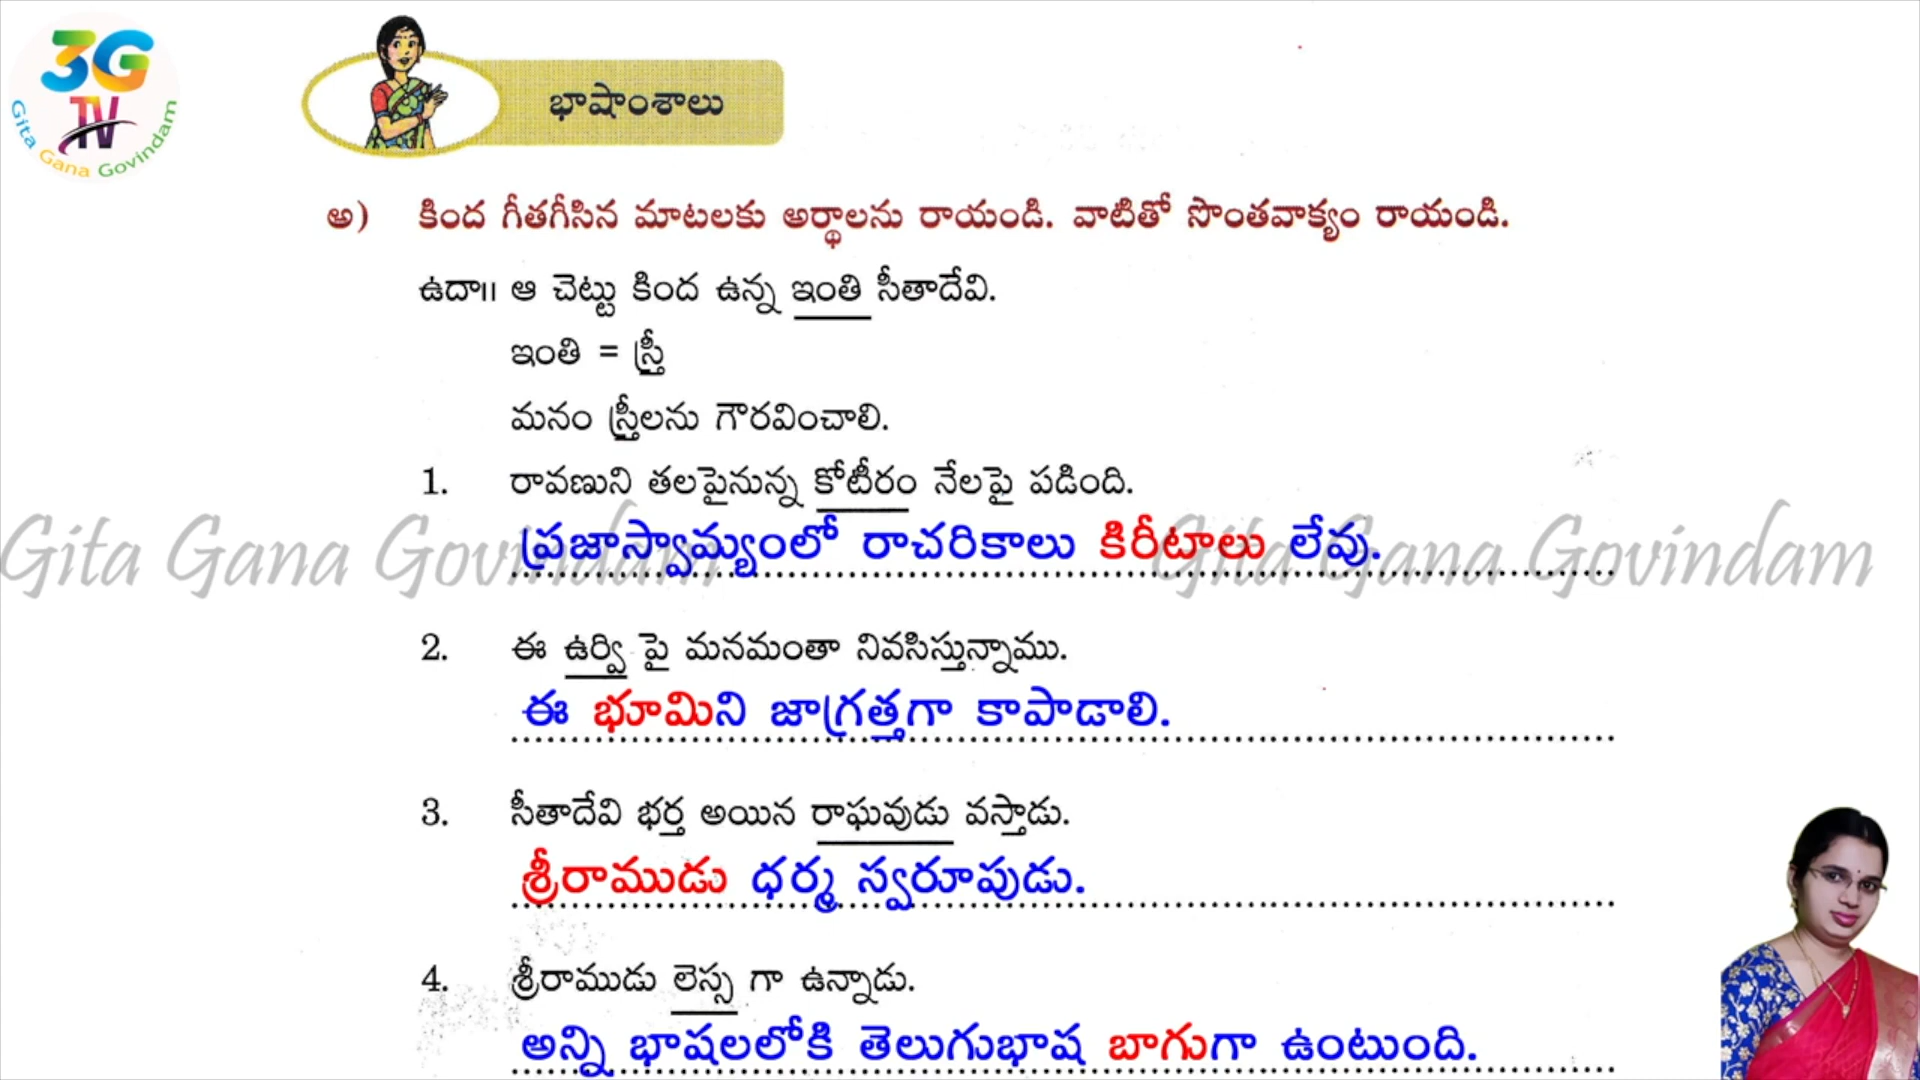 3G
TV
Gita Gana Govindam
భాషాంశాలు
అ) కింద గీతగీసిన మాటలకు అర్థాలను రాయండి. వాటితో సొంతవాక్యం రాయండి.
ఉదా॥ ఆ చెట్టు కింద ఉన్న ఇంతి సీతాదేవి.
ఇంతి = స్త్రీ
మనం స్త్రీలను గౌరవించాలి.
1. రావణుని తలపైనున్న కోటీరం నేలపై పడింది.
Gita Gana Govindam Gita Gana Govindam
ప్రజాస్వామ్యంలో రాచరికాలు కిరీటాలు లేవు.
2. ఈ ఉర్వి పై మనమంతా నివసిస్తున్నాము.
ఈ భూమిని జాగ్రత్తగా కాపాడాలి.
3. సీతాదేవి భర్త అయిన రాఘవుడు వస్తాడు.
శ్రీరాముడు ధర్మ స్వరూపుడు.
4. శ్రీరాముడు లెస్స గా ఉన్నాడు.
అన్ని భాషలలోకి తెలుగుభాష బాగుగా ఉంటుంది.